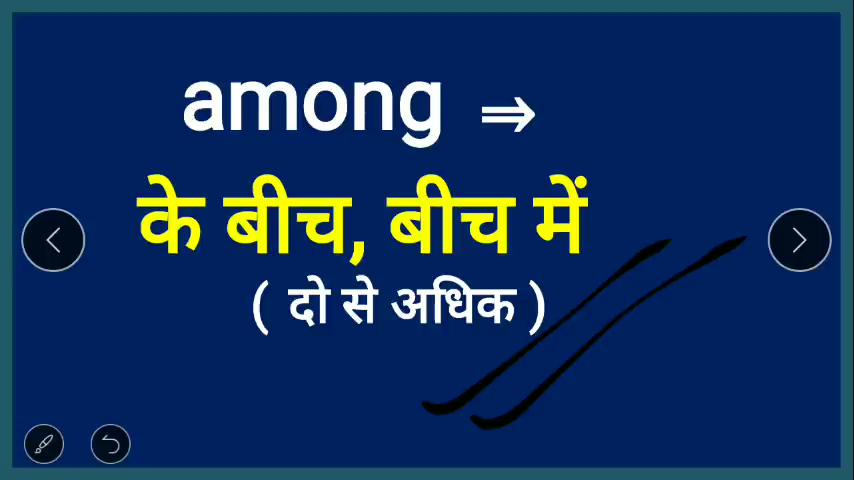 among ⇒
के बीच, बीच में
( दो से अधिक )